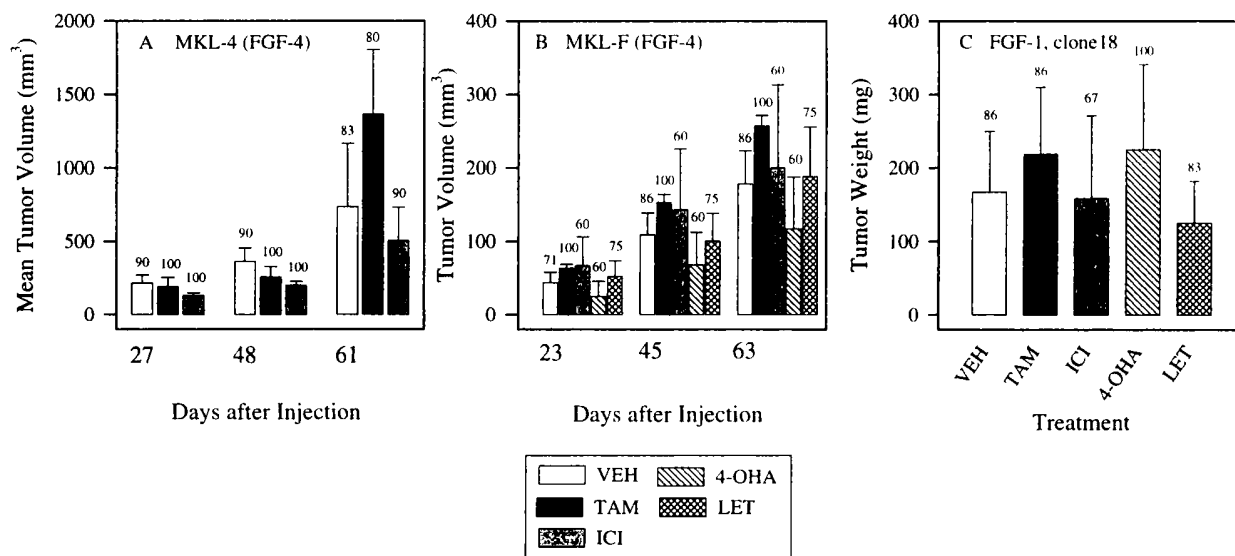 A MKL-4 (FGF-4)
Mean Tumor Volume (mm³)
2000
1500
1000
500
0
90 100 100
90 100 100
83 80 90
27 48 61
Days after Injection
B MKL-F (FGF-4)
Tumor Volume (mm³)
400
300
200
100
0
71 100 60 60 75
86 100 60 60 75
86 100 60 60 75
23 45 63
Days after Injection
C FGF-1, clone18
Tumor Weight (mg)
400
300
200
100
0
86 86 67 100 83
VEH TAM ICI 4-OHA LET
Treatment
VEH 4-OHA
TAM LET
ICI